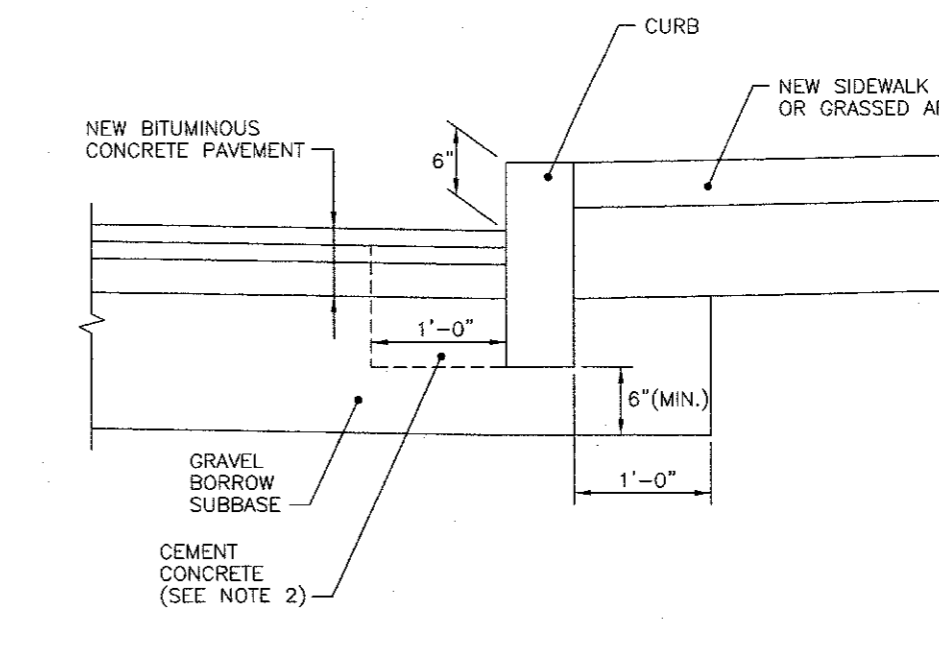 CURB
NEW SIDEWALK
OR GRASSED
NEW BITUMINOUS
CONCRETE PAVEMENT
6"
1'-0"
6"(MIN.)
1'-0"
GRAVEL
BORROW
SUBBASE
CEMENT
CONCRETE
(SEE NOTE 2)